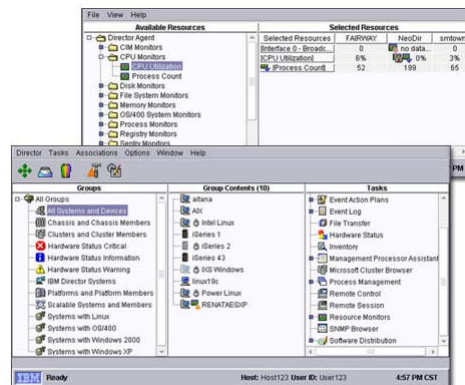 File View Help
Available Resources
Selected Resources
Director Agent
CIM Monitors
CPU Monitors
CPU Utilization
Process Count
Disk Monitors
File System Monitors
Memory Monitors
OS/400 System Monitors
Process Monitors
Registry Monitors
Sentry Monitors
Selected Resources FAIRWAY NeoDir smtown
[Interface 0 - Broadc... 0 no data... 0
[CPU Utilization] 6% 0% 3%
[Process Count] 52 199 65
PM
Director Tasks Associations Options Window Help
Groups
All Groups
All Systems and Devices
Chassis and Chassis Members
Clusters and Cluster Members
Hardware Status Critical
Hardware Status Information
Hardware Status Warning
IBM Director Systems
Platforms and Platform Members
Scalable Systems and Members
Systems with Linux
Systems with OS/400
Systems with Windows 2000
Systems with Windows XP
Group Contents (10)
adana
AIX
Intel Linux
iSeries 1
iSeries 2
iSeries 43
IXS Windows
linux19c
Power Linux
RENATAESXP
Tasks
Event Action Plans
Event Log
File Transfer
Hardware Status
Inventory
Management Processor Assistant
Microsoft Cluster Browser
Process Management
Remote Control
Remote Session
Resource Monitors
SNMP Browser
Software Distribution
IBM Ready Host: Host123 User ID: User123 4:57 PM CST